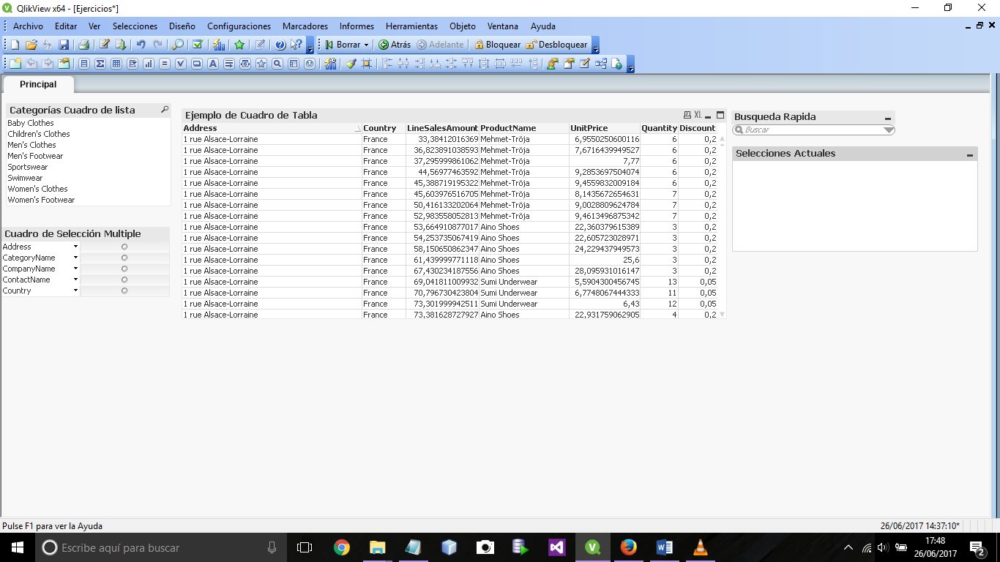 QlikView x64 - [Ejercicios*]
Archivo Editar Ver Selecciones Diseño Configuraciones Marcadores Informes Herramientas Objeto Ventana Ayuda
Borrar Atrás Adelante Bloquear Desbloquear
Principal
Categorías Cuadro de lista
Baby Clothes
Children's Clothes
Men's Clothes
Men's Footwear
Sportswear
Swimwear
Women's Clothes
Women's Footwear
Cuadro de Selección Multiple
Address
CategoryName
CompanyName
ContactName
Country
Ejemplo de Cuadro de Tabla XL
Address Country LineSalesAmount ProductName UnitPrice Quantity Discount
1 rue Alsace-Lorraine France 33,38412016369 Mehmet-Tröja 6,9550250600116 6 0,2
1 rue Alsace-Lorraine France 36,823891038593 Mehmet-Tröja 7,6716439949527 6 0,2
1 rue Alsace-Lorraine France 37,295999861062 Mehmet-Tröja 7,77 6 0,2
1 rue Alsace-Lorraine France 44,56977463592 Mehmet-Tröja 9,2853697504074 6 0,2
1 rue Alsace-Lorraine France 45,388719195322 Mehmet-Tröja 9,4559832009184 6 0,2
1 rue Alsace-Lorraine France 45,603976516705 Mehmet-Tröja 8,1435672654631 7 0,2
1 rue Alsace-Lorraine France 50,416133202064 Mehmet-Tröja 9,0028809624784 7 0,2
1 rue Alsace-Lorraine France 52,983558052813 Mehmet-Tröja 9,4613496875342 7 0,2
1 rue Alsace-Lorraine France 53,664910877017 Aino Shoes 22,360379615389 3 0,2
1 rue Alsace-Lorraine France 54,253735067419 Aino Shoes 22,605723028971 3 0,2
1 rue Alsace-Lorraine France 58,150650862347 Aino Shoes 24,229437949573 3 0,2
1 rue Alsace-Lorraine France 61,439999771118 Aino Shoes 25,6 3 0,2
1 rue Alsace-Lorraine France 67,430234187556 Aino Shoes 28,095931016147 3 0,2
1 rue Alsace-Lorraine France 69,041811009932 Sumi Underwear 5,5904300456745 13 0,05
1 rue Alsace-Lorraine France 70,796730423804 Sumi Underwear 6,7748067444333 11 0,05
1 rue Alsace-Lorraine France 73,301999942511 Sumi Underwear 6,43 12 0,05
1 rue Alsace-Lorraine France 73,381628727927 Aino Shoes 22,931759062905 4 0,2
Busqueda Rapida
Buscar
Selecciones Actuales
Pulse F1 para ver la Ayuda
26/06/2017 14:37:10*
Escribe aquí para buscar
17:48
26/06/2017
2